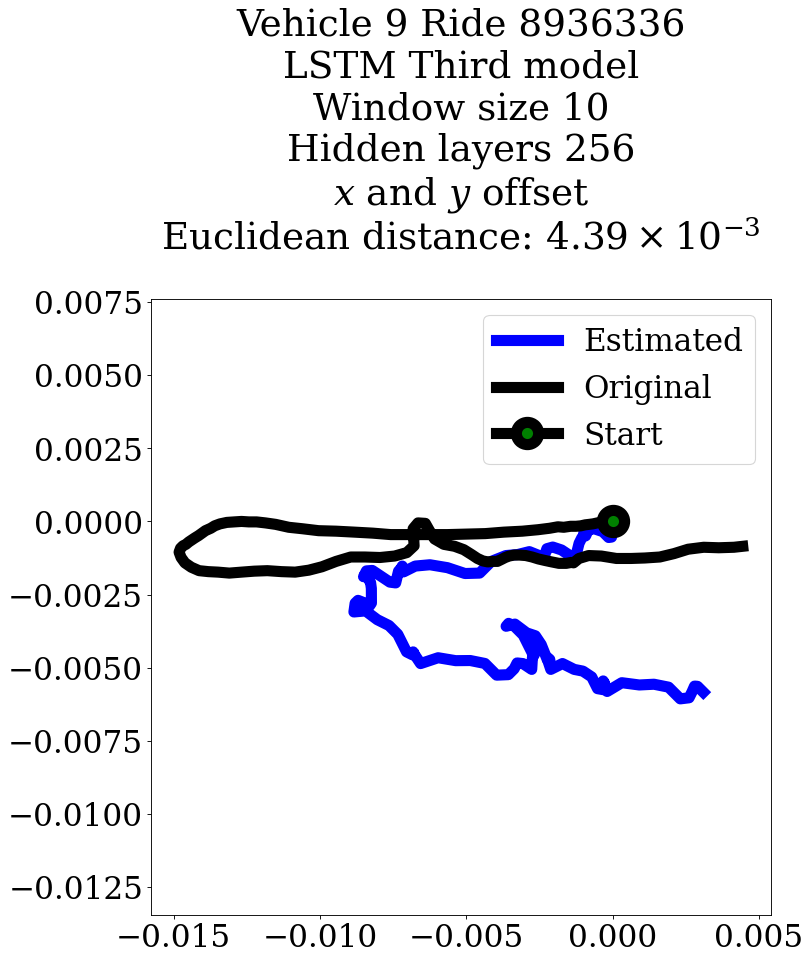 Vehicle 9 Ride 8936336
LSTM Third model
Window size 10
Hidden layers 256
x and y offset
Euclidean distance: 4.39 × 10⁻³
0.0075
0.0050
0.0025
0.0000
−0.0025
−0.0050
−0.0075
−0.0100
−0.0125
Estimated
Original
Start
−0.015 −0.010 −0.005 0.000 0.005